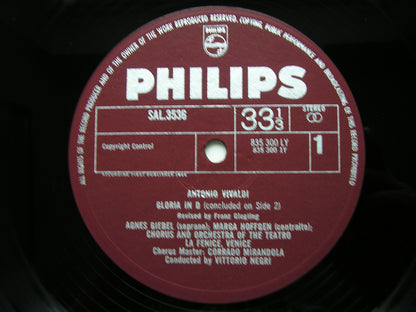 ALL RIGHTS OF THE RECORD PRODUCER AND OF THE OWNER OF THE WORK REPRODUCED RESERVED. COPYING, PUBLIC PERFORMANCE AND BROADCASTING OF THIS RECORD PROHIBITED
PHILIPS
PHILIPS
SAL.3536
33⅓
STEREO
Copyright Control
835 300 LY
835 300 LY
1
ANTONIO VIVALDI
GLORIA IN D (concluded on Side 2)
Revised by Franz Giegling
AGNES GIEBEL (soprano); MARGA HÖFFGEN (contralto);
CHORUS AND ORCHESTRA OF THE TEATRO
LA FENICE, VENICE
Chorus Master: CORRADO MIRANDOLA
Conducted by VITTORIO NEGRI